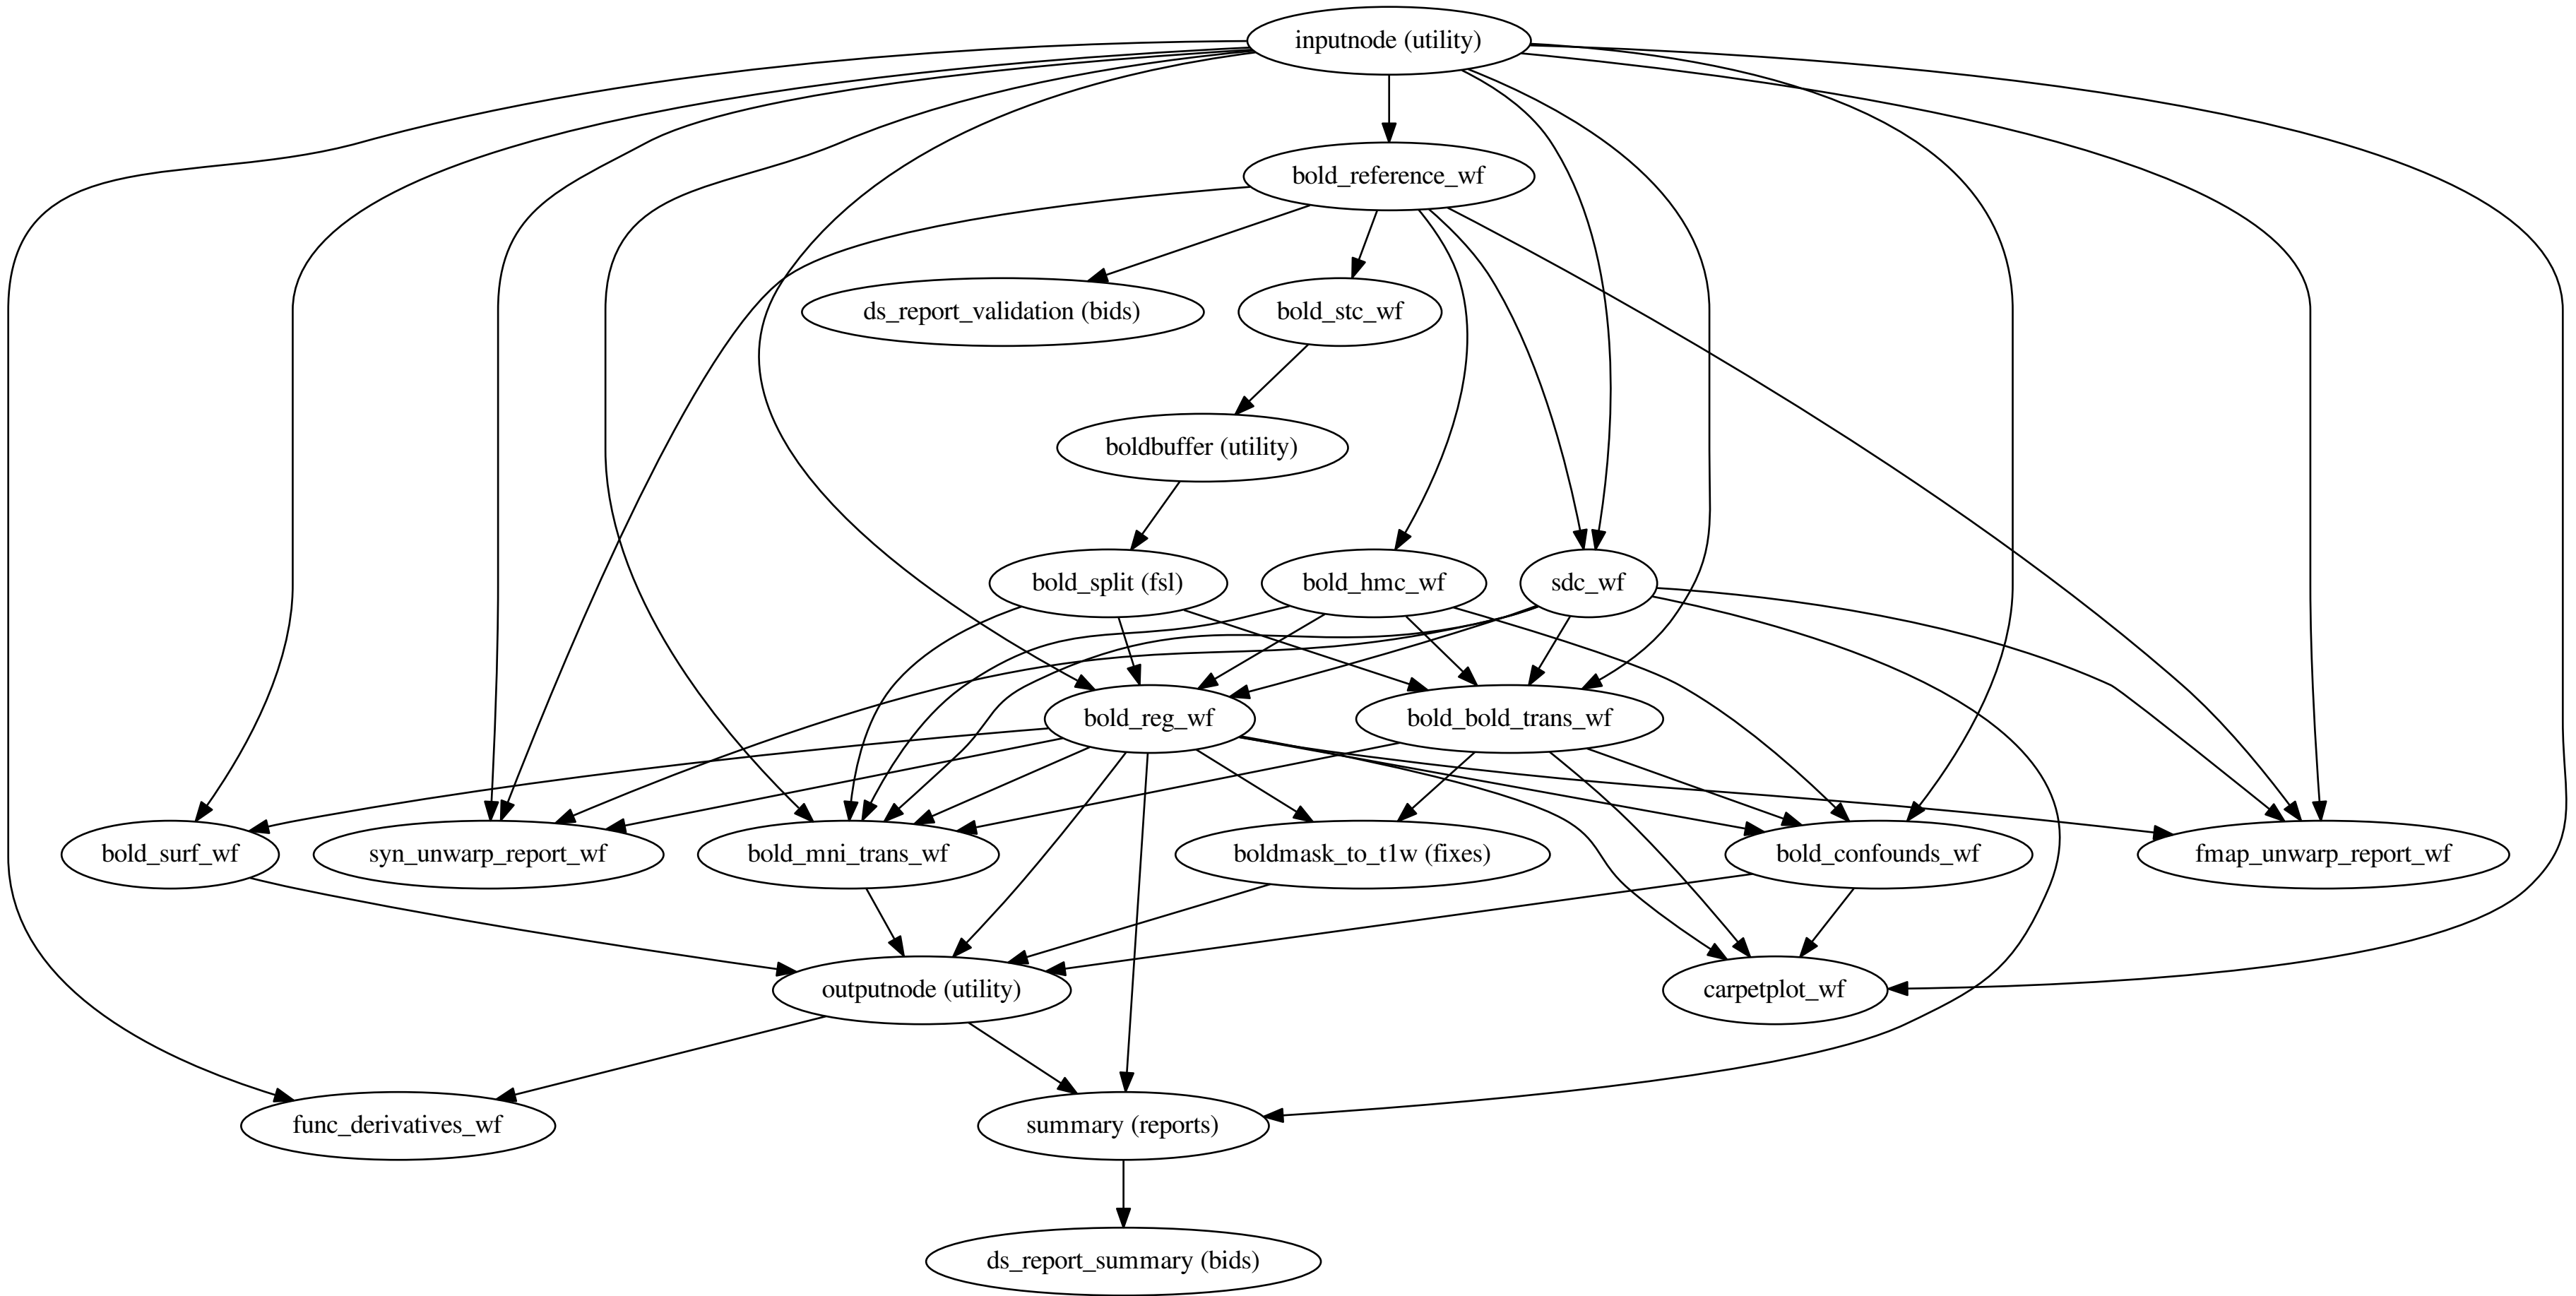 inputnode (utility)
bold_reference_wf
ds_report_validation (bids)
bold_stc_wf
boldbuffer (utility)
bold_split (fsl)
bold_hmc_wf
sdc_wf
bold_reg_wf
bold_bold_trans_wf
bold_surf_wf
syn_unwarp_report_wf
bold_mni_trans_wf
boldmask_to_t1w (fixes)
bold_confounds_wf
fmap_unwarp_report_wf
outputnode (utility)
carpetplot_wf
func_derivatives_wf
summary (reports)
ds_report_summary (bids)